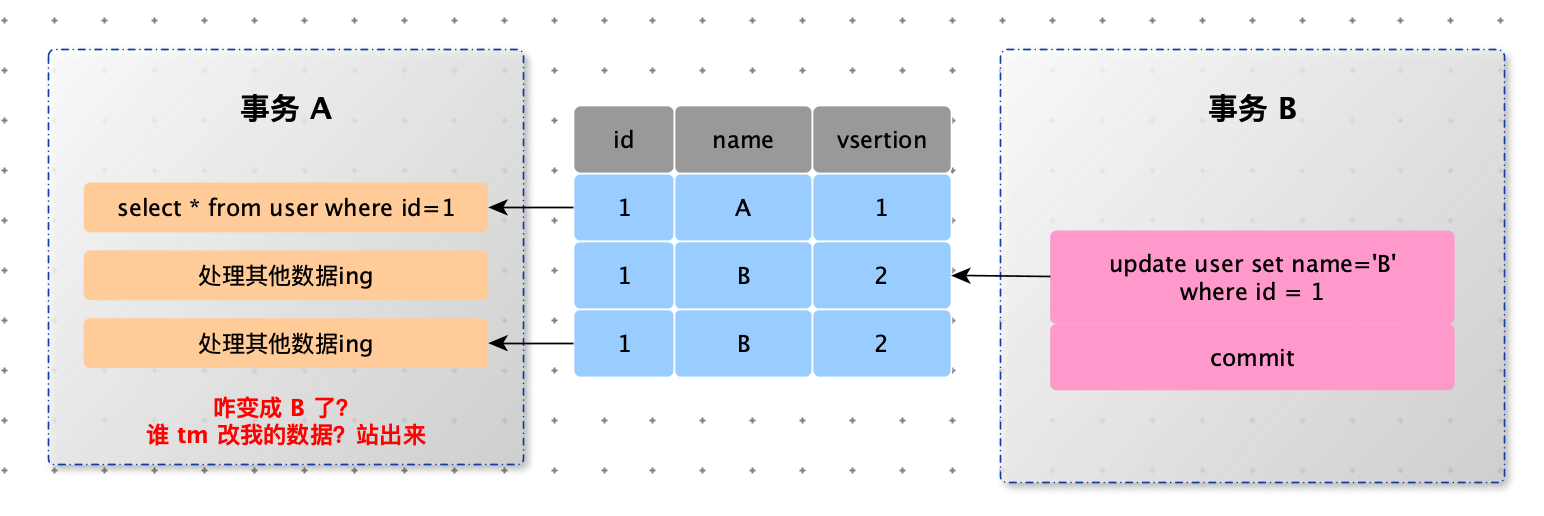 事务 A
select * from user where id=1
处理其他数据ing
处理其他数据ing
咋变成 B 了?
谁 tm 改我的数据? 站出来
id name vsertion
1 A 1
1 B 2
1 B 2
事务 B
update user set name='B'
where id = 1
commit